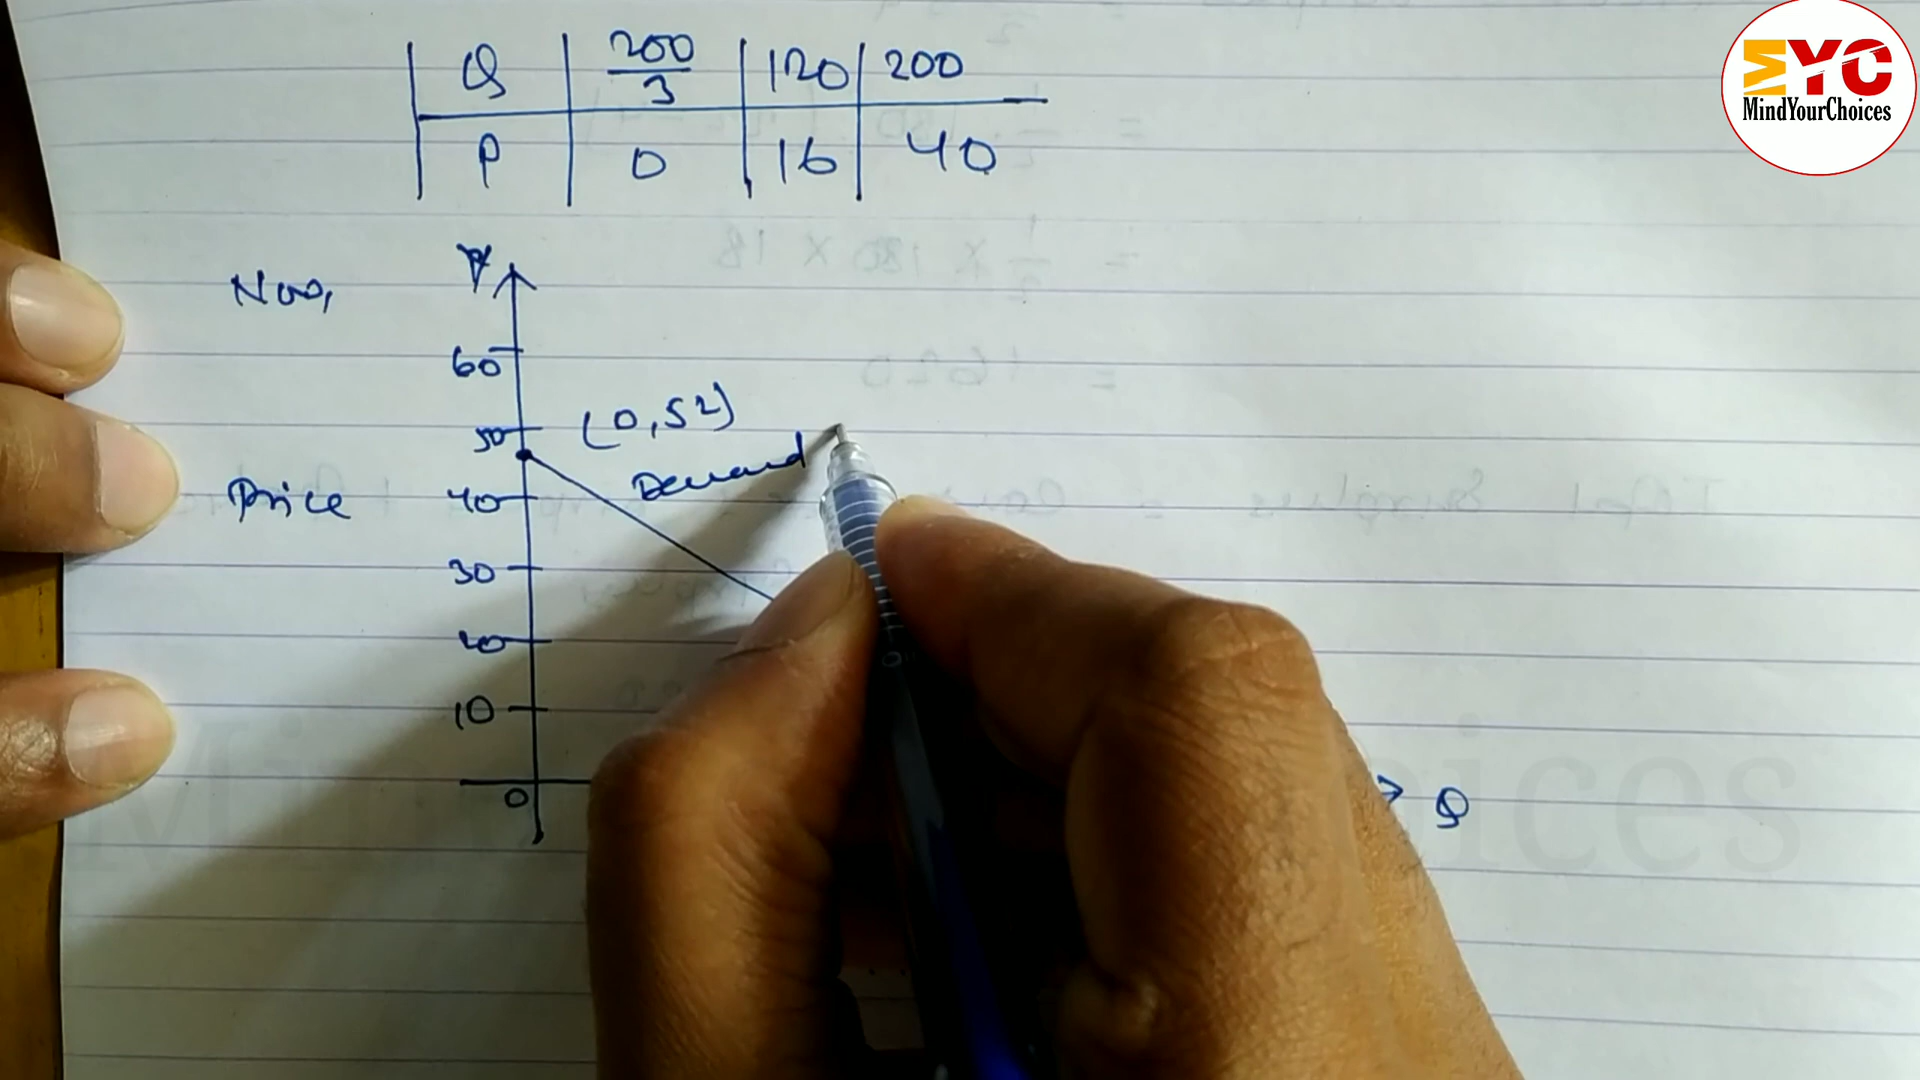 Q 200/3 120 200
P 0 16 40
MYC
MindYourChoices
Now,
P
60
(0,52)
50
Demand
Price
40
30
20
10
0
Q